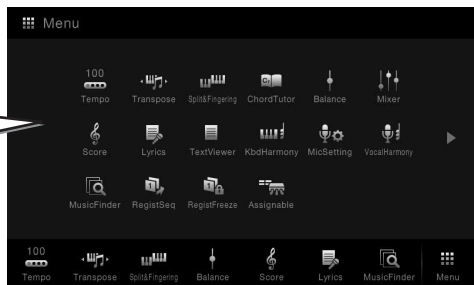 Menu
100
Tempo Transpose Split&Fingering ChordTutor Balance Mixer
Score Lyrics TextViewer KbdHarmony MicSetting VocalHarmony
MusicFinder RegistSeq RegistFreeze Assignable
100
Tempo Transpose Split&Fingering Balance Score Lyrics MusicFinder Menu